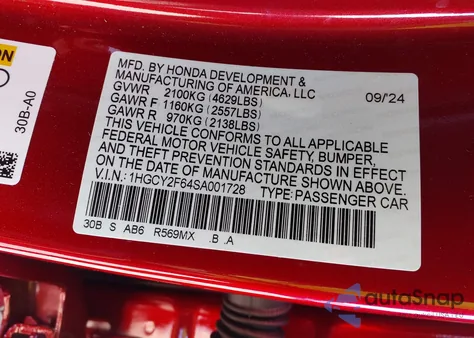 ON
30B-A0
MFD. BY HONDA DEVELOPMENT &
MANUFACTURING OF AMERICA, LLC
GVWR 2100KG (4629LBS) 09/24
GAWR F 1160KG (2557LBS)
GAWR R 970KG (2138LBS)
THIS VEHICLE CONFORMS TO ALL APPLICABLE
FEDERAL MOTOR VEHICLE SAFETY, BUMPER,
AND THEFT PREVENTION STANDARDS IN EFFECT
ON THE DATE OF MANUFACTURE SHOWN ABOVE.
V.I.N.: 1HGCY2F64SA001728 TYPE: PASSENGER CAR
30B S AB6 R569MX .B .A
autoSnap